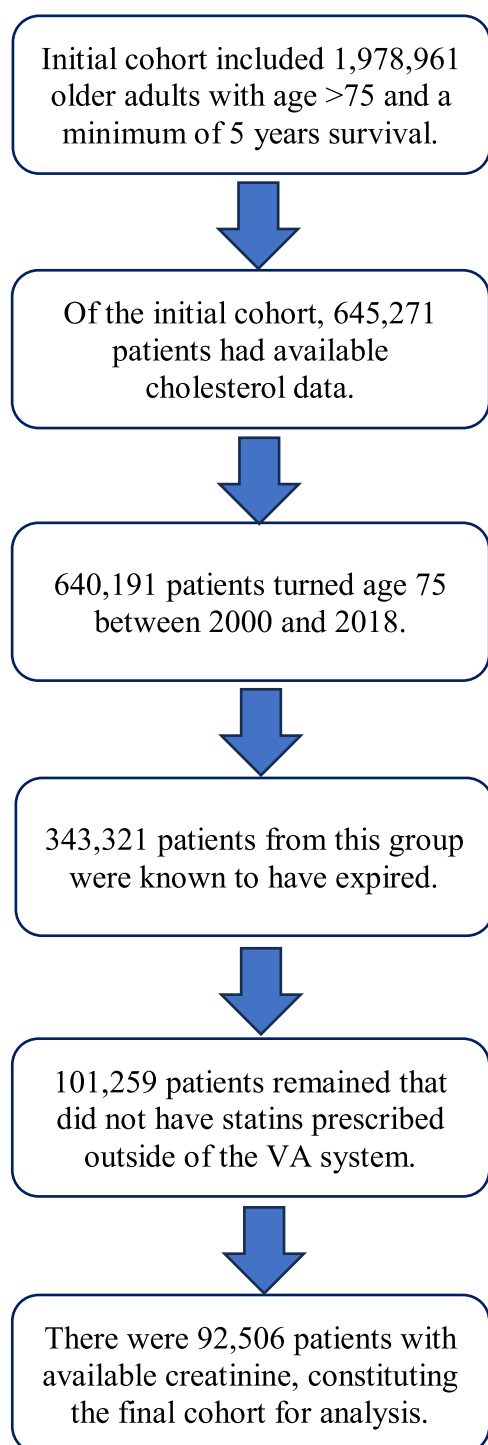 Initial cohort included 1,978,961
older adults with age >75 and a
minimum of 5 years survival.
Of the initial cohort, 645,271
patients had available
cholesterol data.
640,191 patients turned age 75
between 2000 and 2018.
343,321 patients from this group
were known to have expired.
101,259 patients remained that
did not have statins prescribed
outside of the VA system.
There were 92,506 patients with
available creatinine, constituting
the final cohort for analysis.